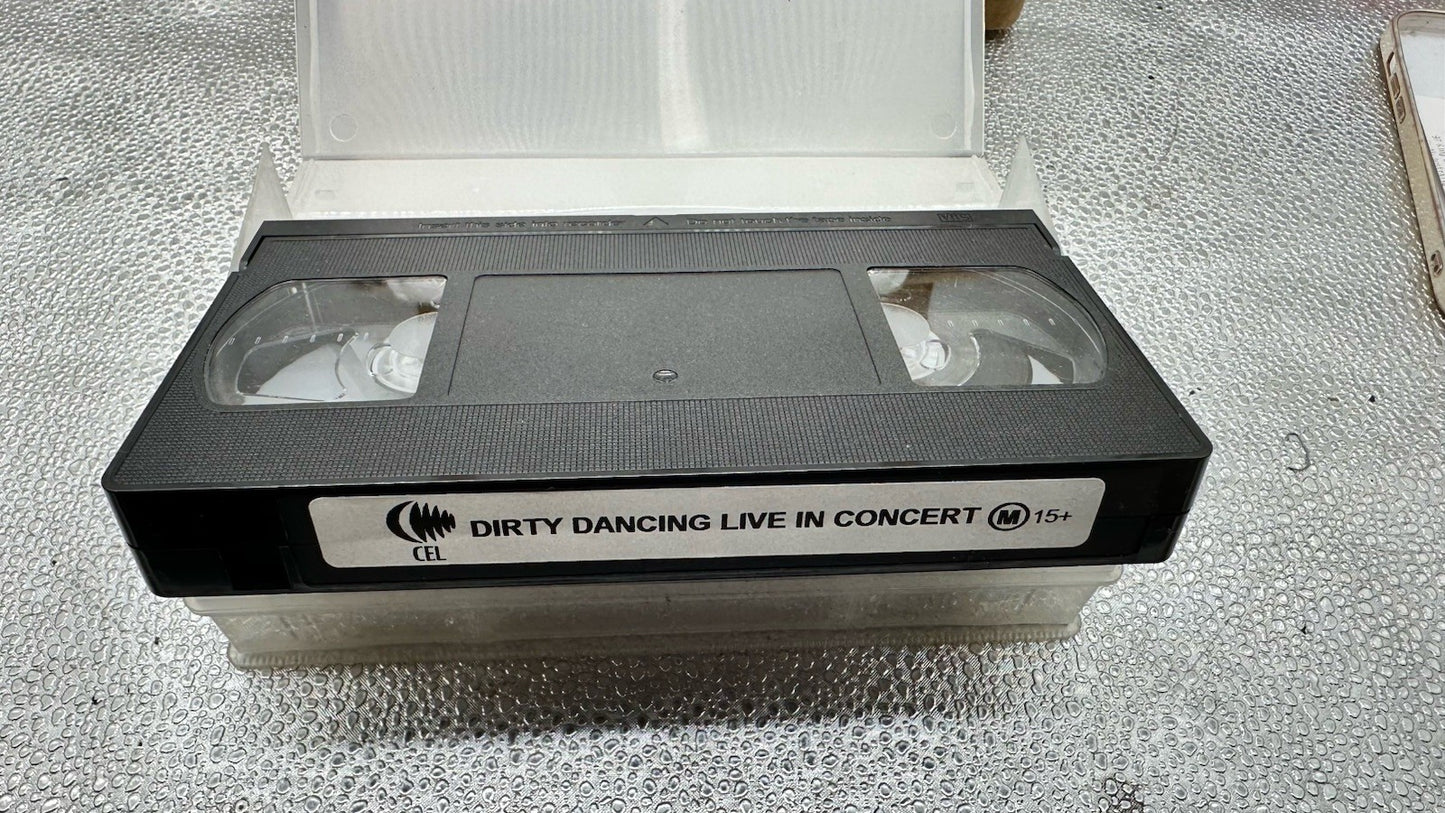 Insert this side into recorder △ Do not touch the tape inside VHS
CEL
DIRTY DANCING LIVE IN CONCERT M 15+